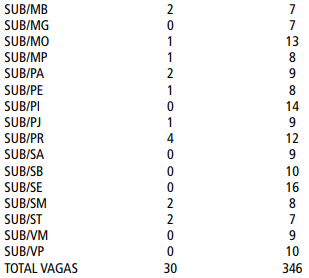 SUB/MB 2 7
SUB/MG 0 7
SUB/MO 1 13
SUB/MP 1 8
SUB/PA 2 9
SUB/PE 1 8
SUB/PI 0 14
SUB/PJ 1 9
SUB/PR 4 12
SUB/SA 0 9
SUB/SB 0 10
SUB/SE 0 16
SUB/SM 2 8
SUB/ST 2 7
SUB/VM 0 9
SUB/VP 0 10
TOTAL VAGAS 30 346